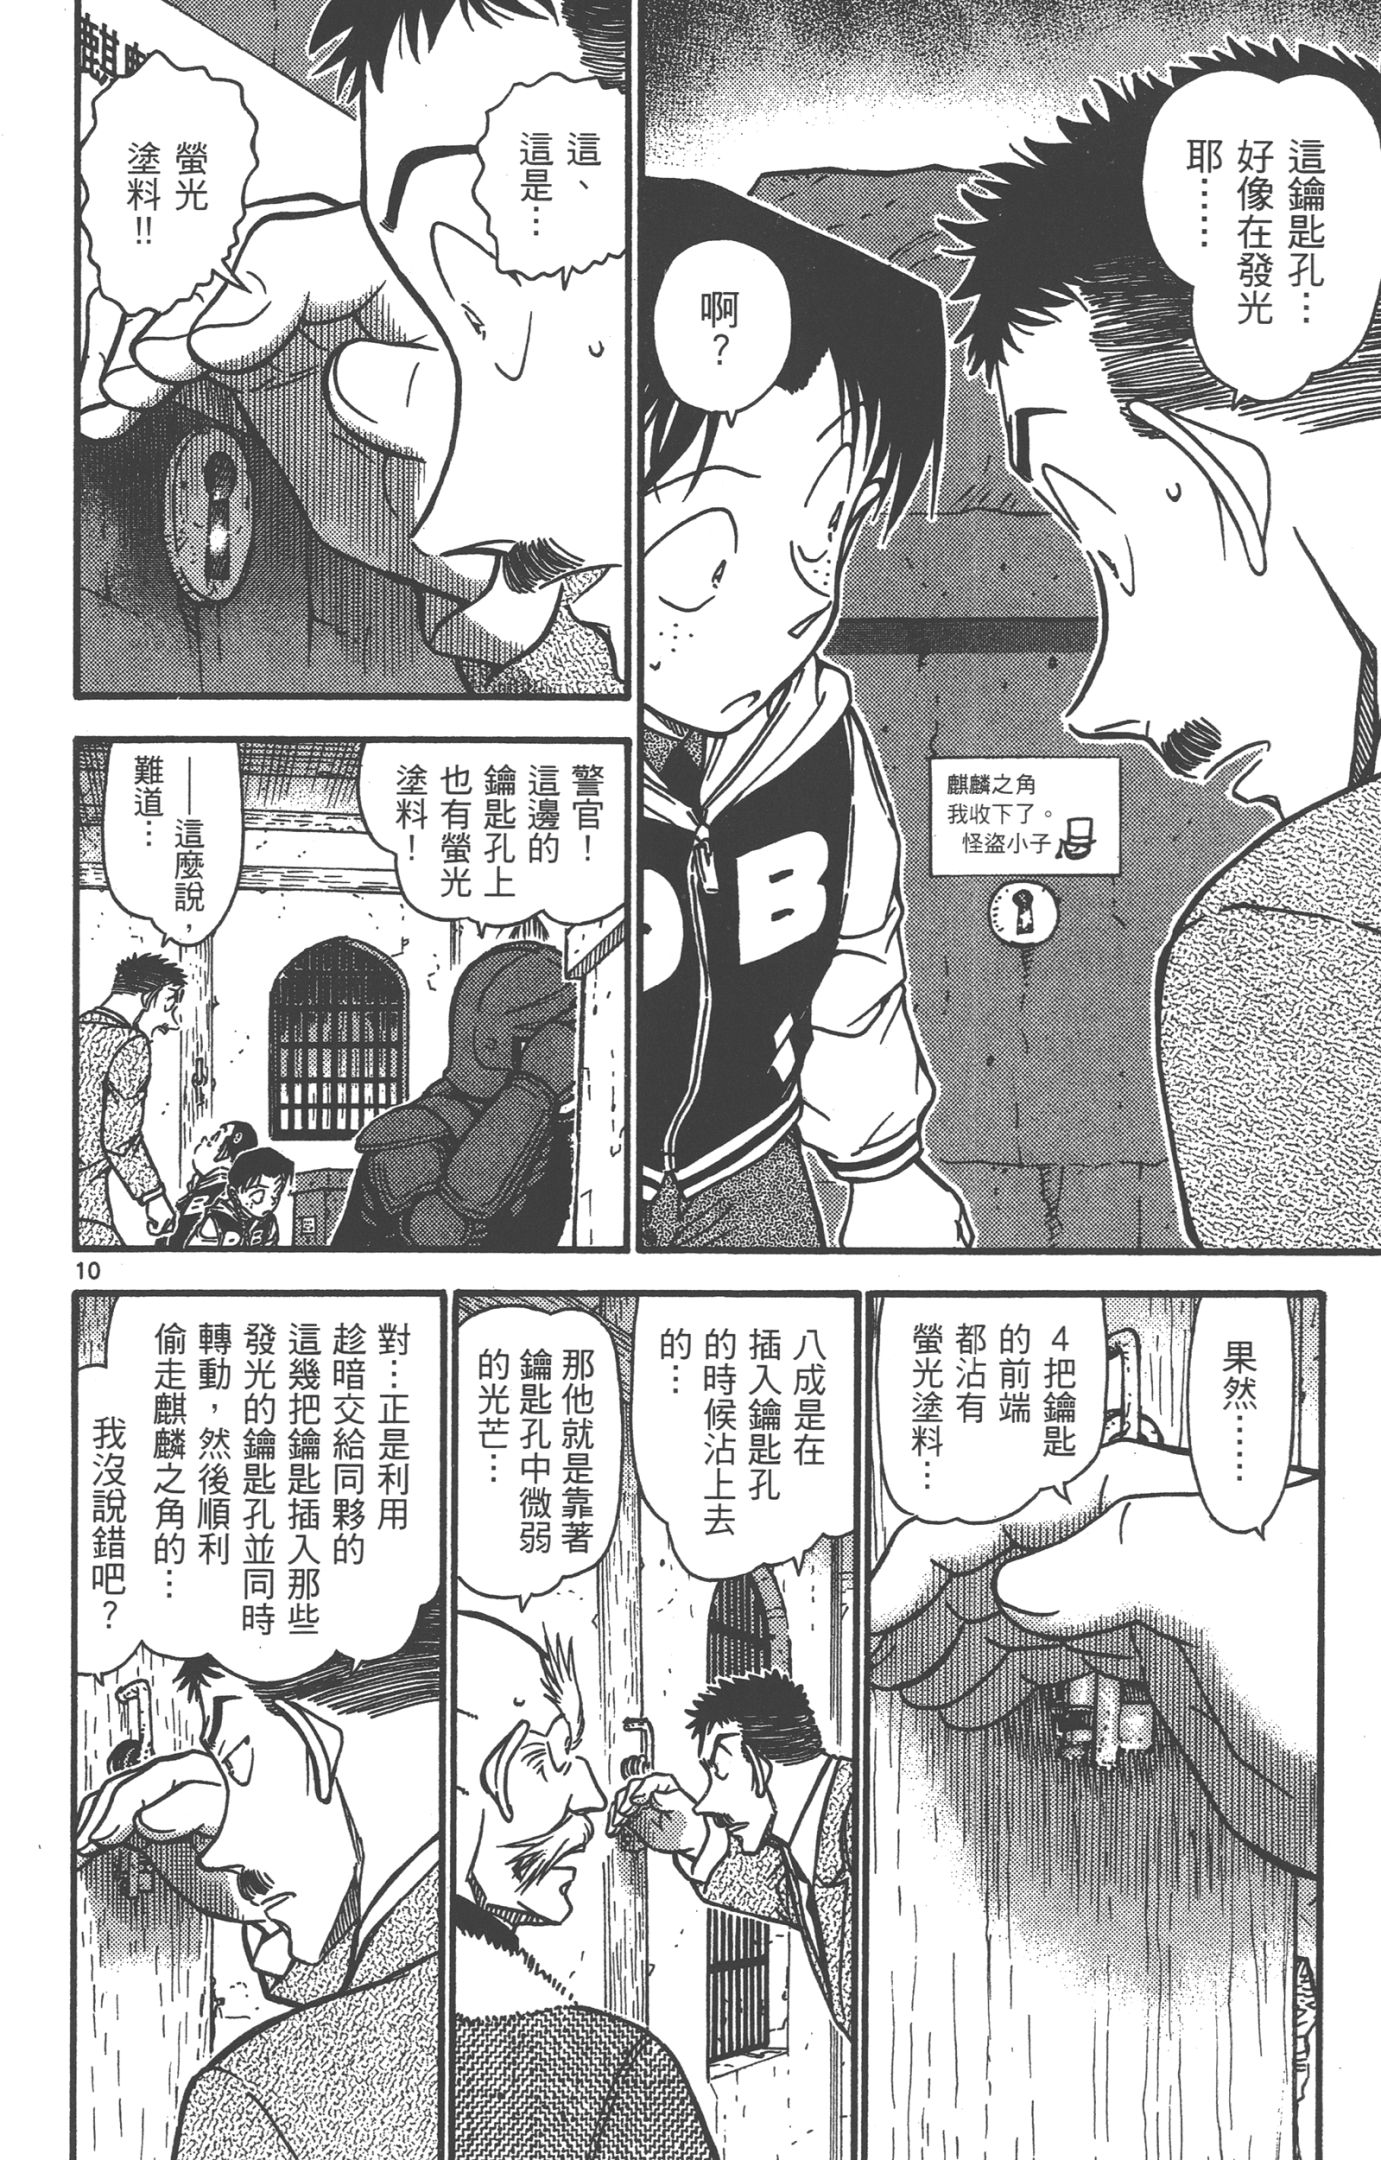 這鑰匙孔…
好像在發光
耶……
啊？
麒麟之角
我收下了。
怪盜小子
這、
這是…
螢光
塗料!!
麒麟
警官！
這邊的
鑰匙孔上
也有螢光
塗料！
——這麼說，
難道…
10
果然……
4把鑰匙
的前端
都沾有
螢光塗料…
八成是在
插入鑰匙孔
的時候沾上去
的…
那他就是靠著
鑰匙孔中微弱
的光芒…
對…正是利用
趁暗交給同夥的
這幾把鑰匙插入那些
發光的鑰匙孔並同時
轉動，然後順利
偷走麒麟之角的…
我沒說錯吧？